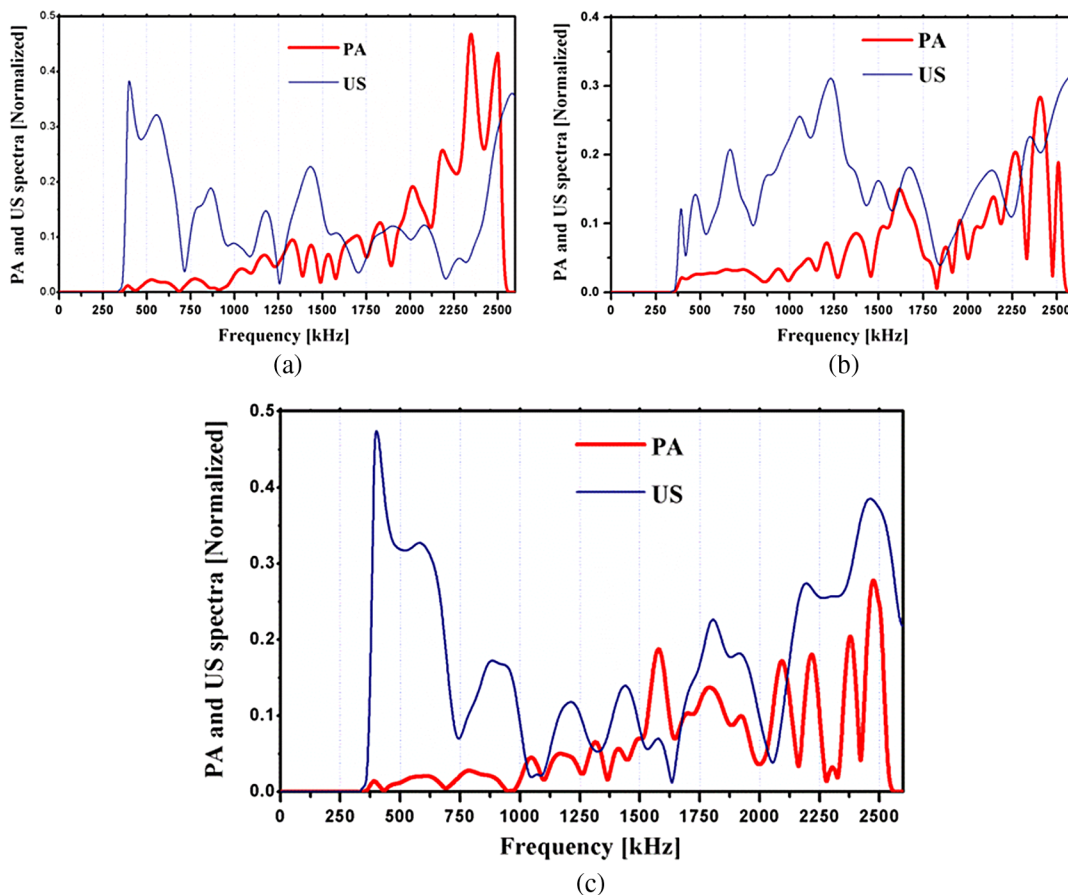 PA and US spectra [Normalized]
0.5
0.4
0.3
0.2
0.1
0.0
PA
US
0 250 500 750 1000 1250 1500 1750 2000 2250 2500
Frequency [kHz]
(a)
PA and US spectra [Normalized]
0.4
0.3
0.2
0.1
0.0
PA
US
0 250 500 750 1000 1250 1500 1750 2000 2250 2500
Frequency [kHz]
(b)
PA and US spectra [Normalized]
0.5
0.4
0.3
0.2
0.1
0.0
PA
US
0 250 500 750 1000 1250 1500 1750 2000 2250 2500
Frequency [kHz]
(c)